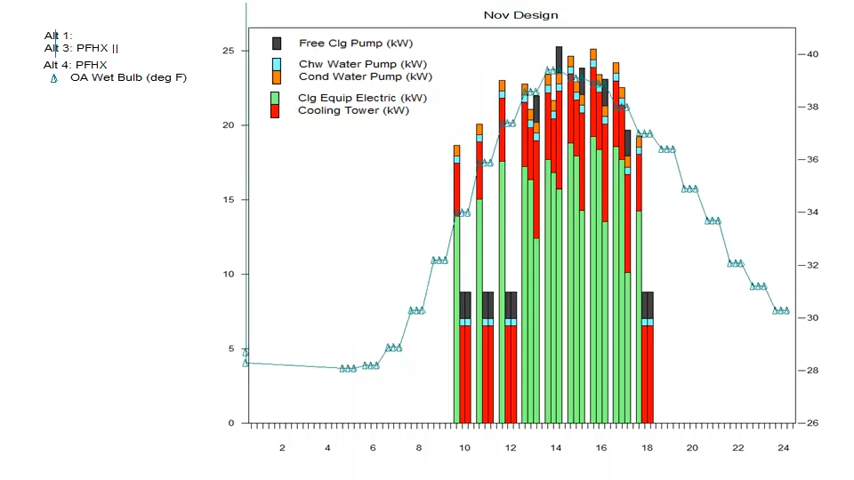 Nov Design
Alt 1:
Alt 3: PFHX ||
Alt 4: PFHX
OA Wet Bulb (deg F)
Free Clg Pump (kW)
Chw Water Pump (kW)
Cond Water Pump (kW)
Clg Equip Electric (kW)
Cooling Tower (kW)
25
20
15
10
5
0
40
38
36
34
32
30
28
26
2 4 6 8 10 12 14 16 18 20 22 24